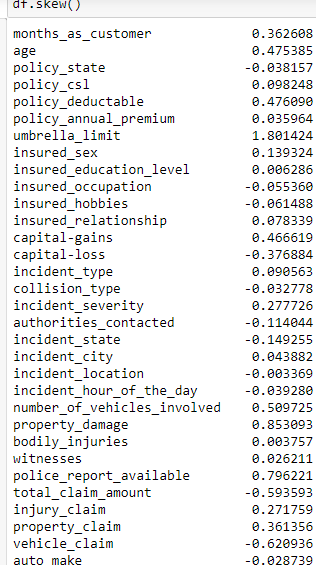 df.skew()
months_as_customer 0.362608
age 0.475385
policy_state -0.038157
policy_csl 0.098248
policy_deductable 0.476090
policy_annual_premium 0.035964
umbrella_limit 1.801424
insured_sex 0.139324
insured_education_level 0.006286
insured_occupation -0.055360
insured_hobbies -0.061488
insured_relationship 0.078339
capital-gains 0.466619
capital-loss -0.376884
incident_type 0.090563
collision_type -0.032778
incident_severity 0.277726
authorities_contacted -0.114044
incident_state -0.149255
incident_city 0.043882
incident_location -0.003369
incident_hour_of_the_day -0.039280
number_of_vehicles_involved 0.509725
property_damage 0.853093
bodily_injuries 0.003757
witnesses 0.026211
police_report_available 0.796221
total_claim_amount -0.593593
injury_claim 0.271759
property_claim 0.361356
vehicle_claim -0.620936
auto_make -0.028739